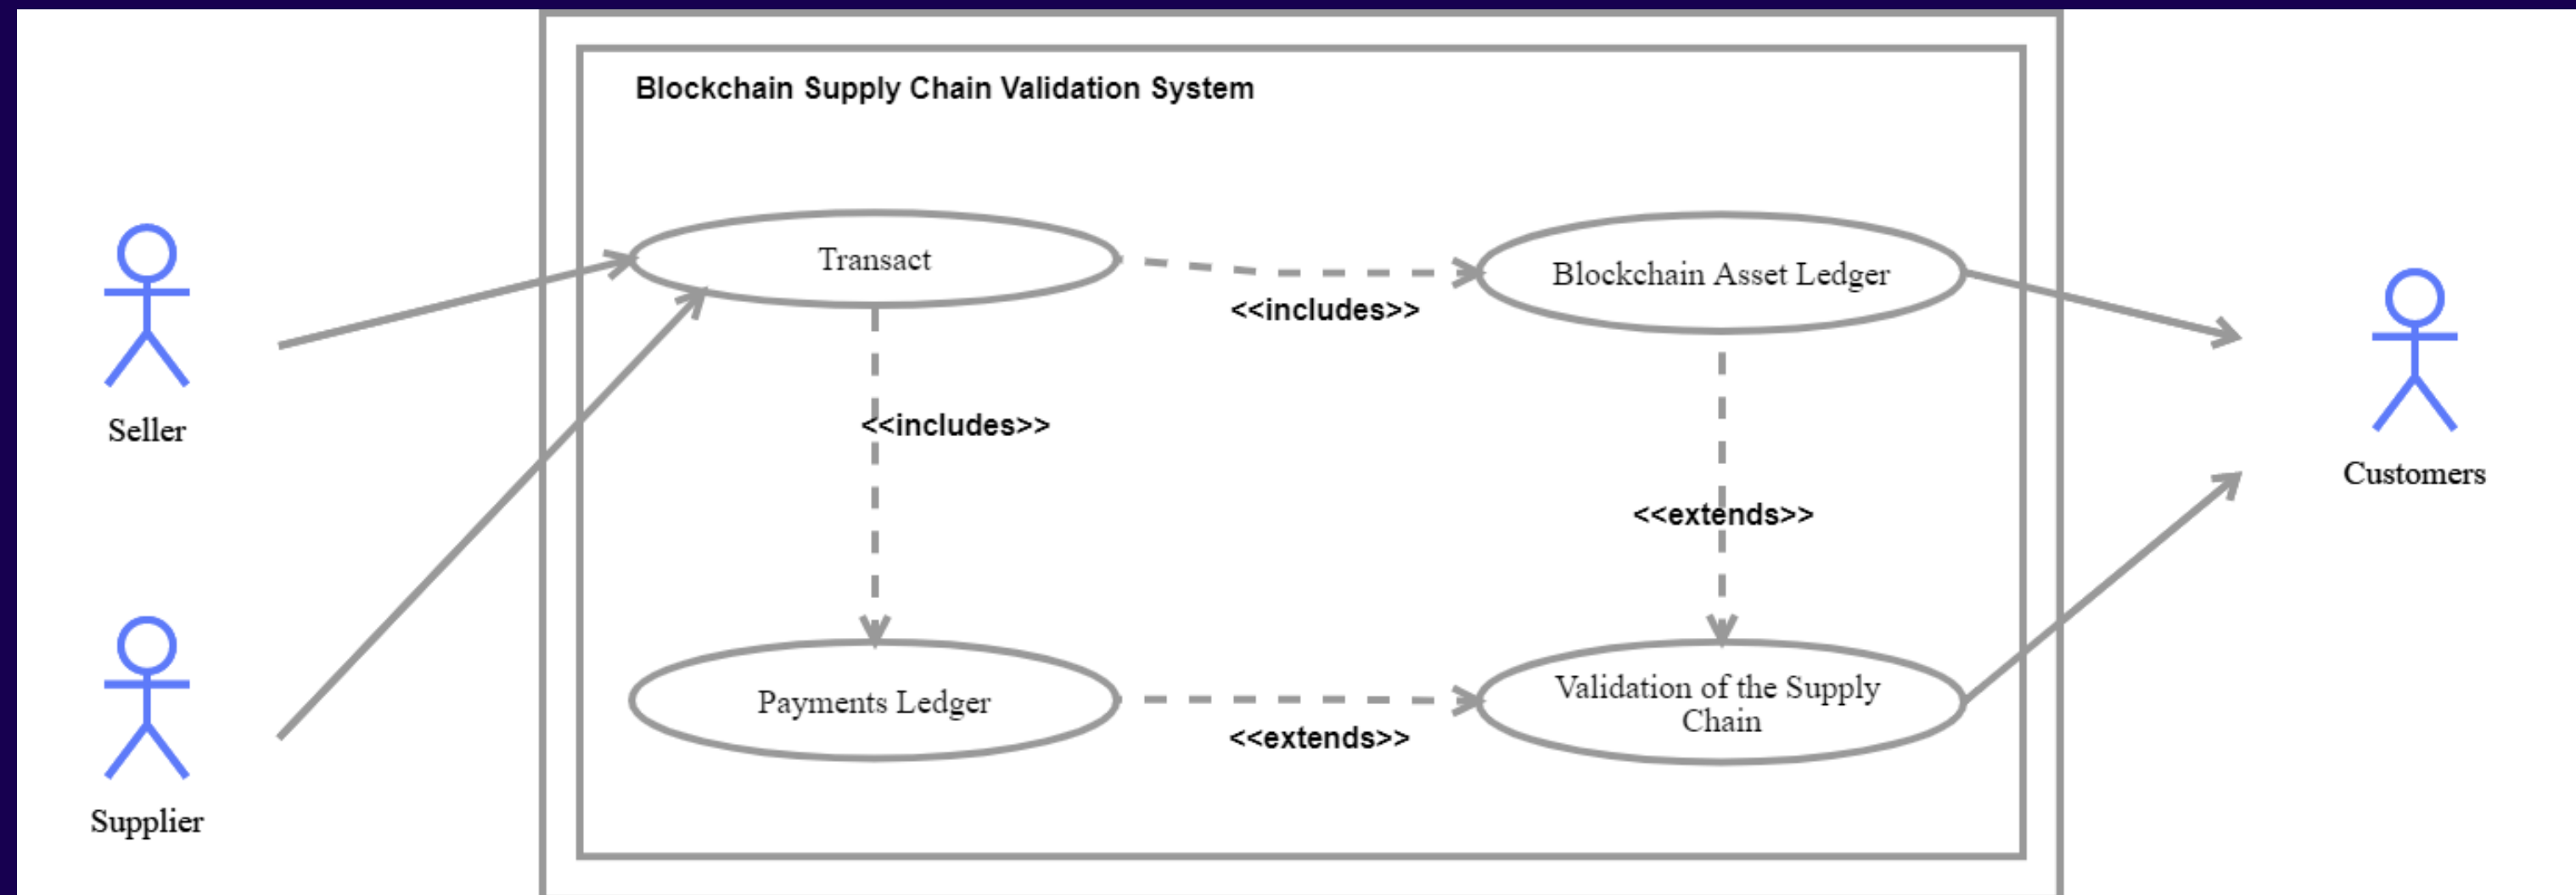 Blockchain Supply Chain Validation System
Transact
Blockchain Asset Ledger
<<includes>>
<<includes>>
Seller
Customers
<<extends>>
Payments Ledger
Validation of the Supply
Chain
<<extends>>
Supplier